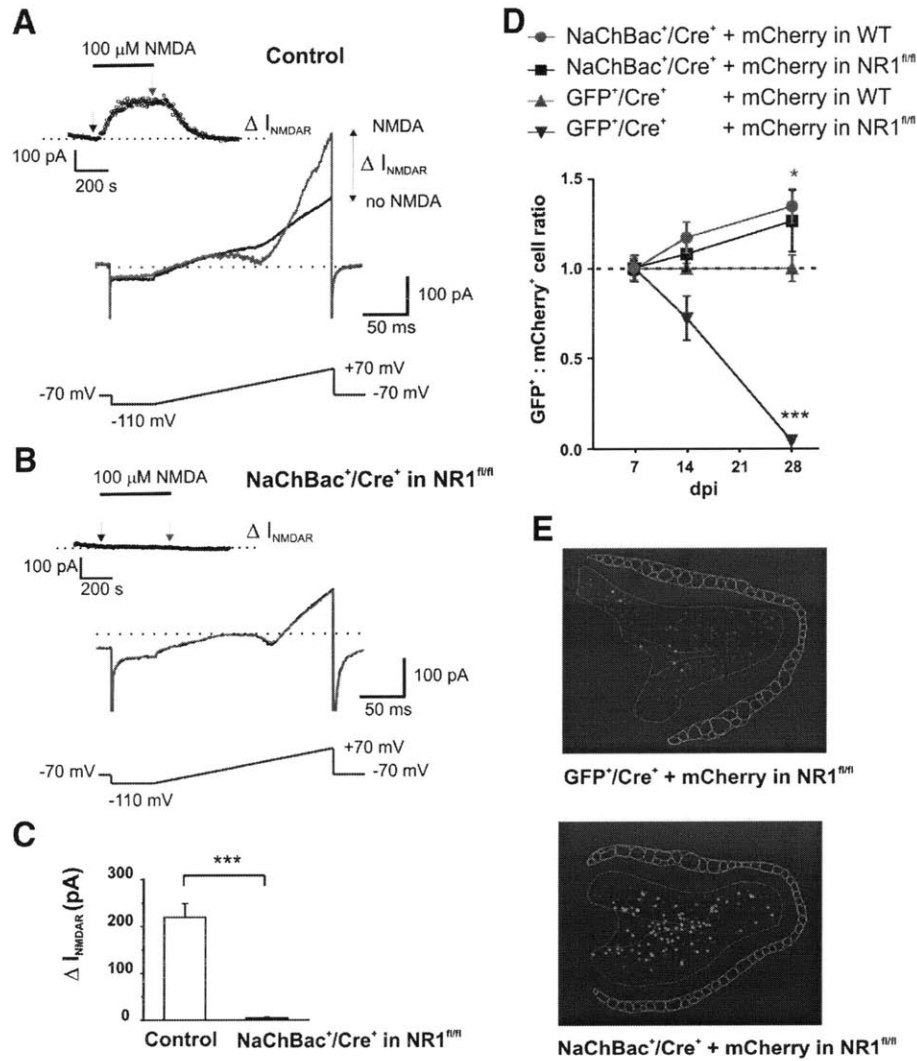 A
100 μM NMDA
Control
Δ I NMDAR
100 pA
200 s
NMDA
Δ I NMDAR
no NMDA
100 pA
50 ms
+70 mV
-70 mV
-70 mV
-110 mV
B
100 μM NMDA
NaChBac⁺/Cre⁺ in NR1fl/fl
Δ I NMDAR
100 pA
200 s
100 pA
50 ms
+70 mV
-70 mV
-70 mV
-110 mV
C
***
300
200
100
0
Δ I NMDAR (pA)
Control
NaChBac⁺/Cre⁺ in NR1fl/fl
D
NaChBac⁺/Cre⁺ + mCherry in WT
NaChBac⁺/Cre⁺ + mCherry in NR1fl/fl
GFP⁺/Cre⁺ + mCherry in WT
GFP⁺/Cre⁺ + mCherry in NR1fl/fl
1.5
1.0
0.5
0.0
GFP⁺ : mCherry⁺ cell ratio
*
***
7 14 21 28
dpi
E
GFP⁺/Cre⁺ + mCherry in NR1fl/fl
NaChBac⁺/Cre⁺ + mCherry in NR1fl/fl